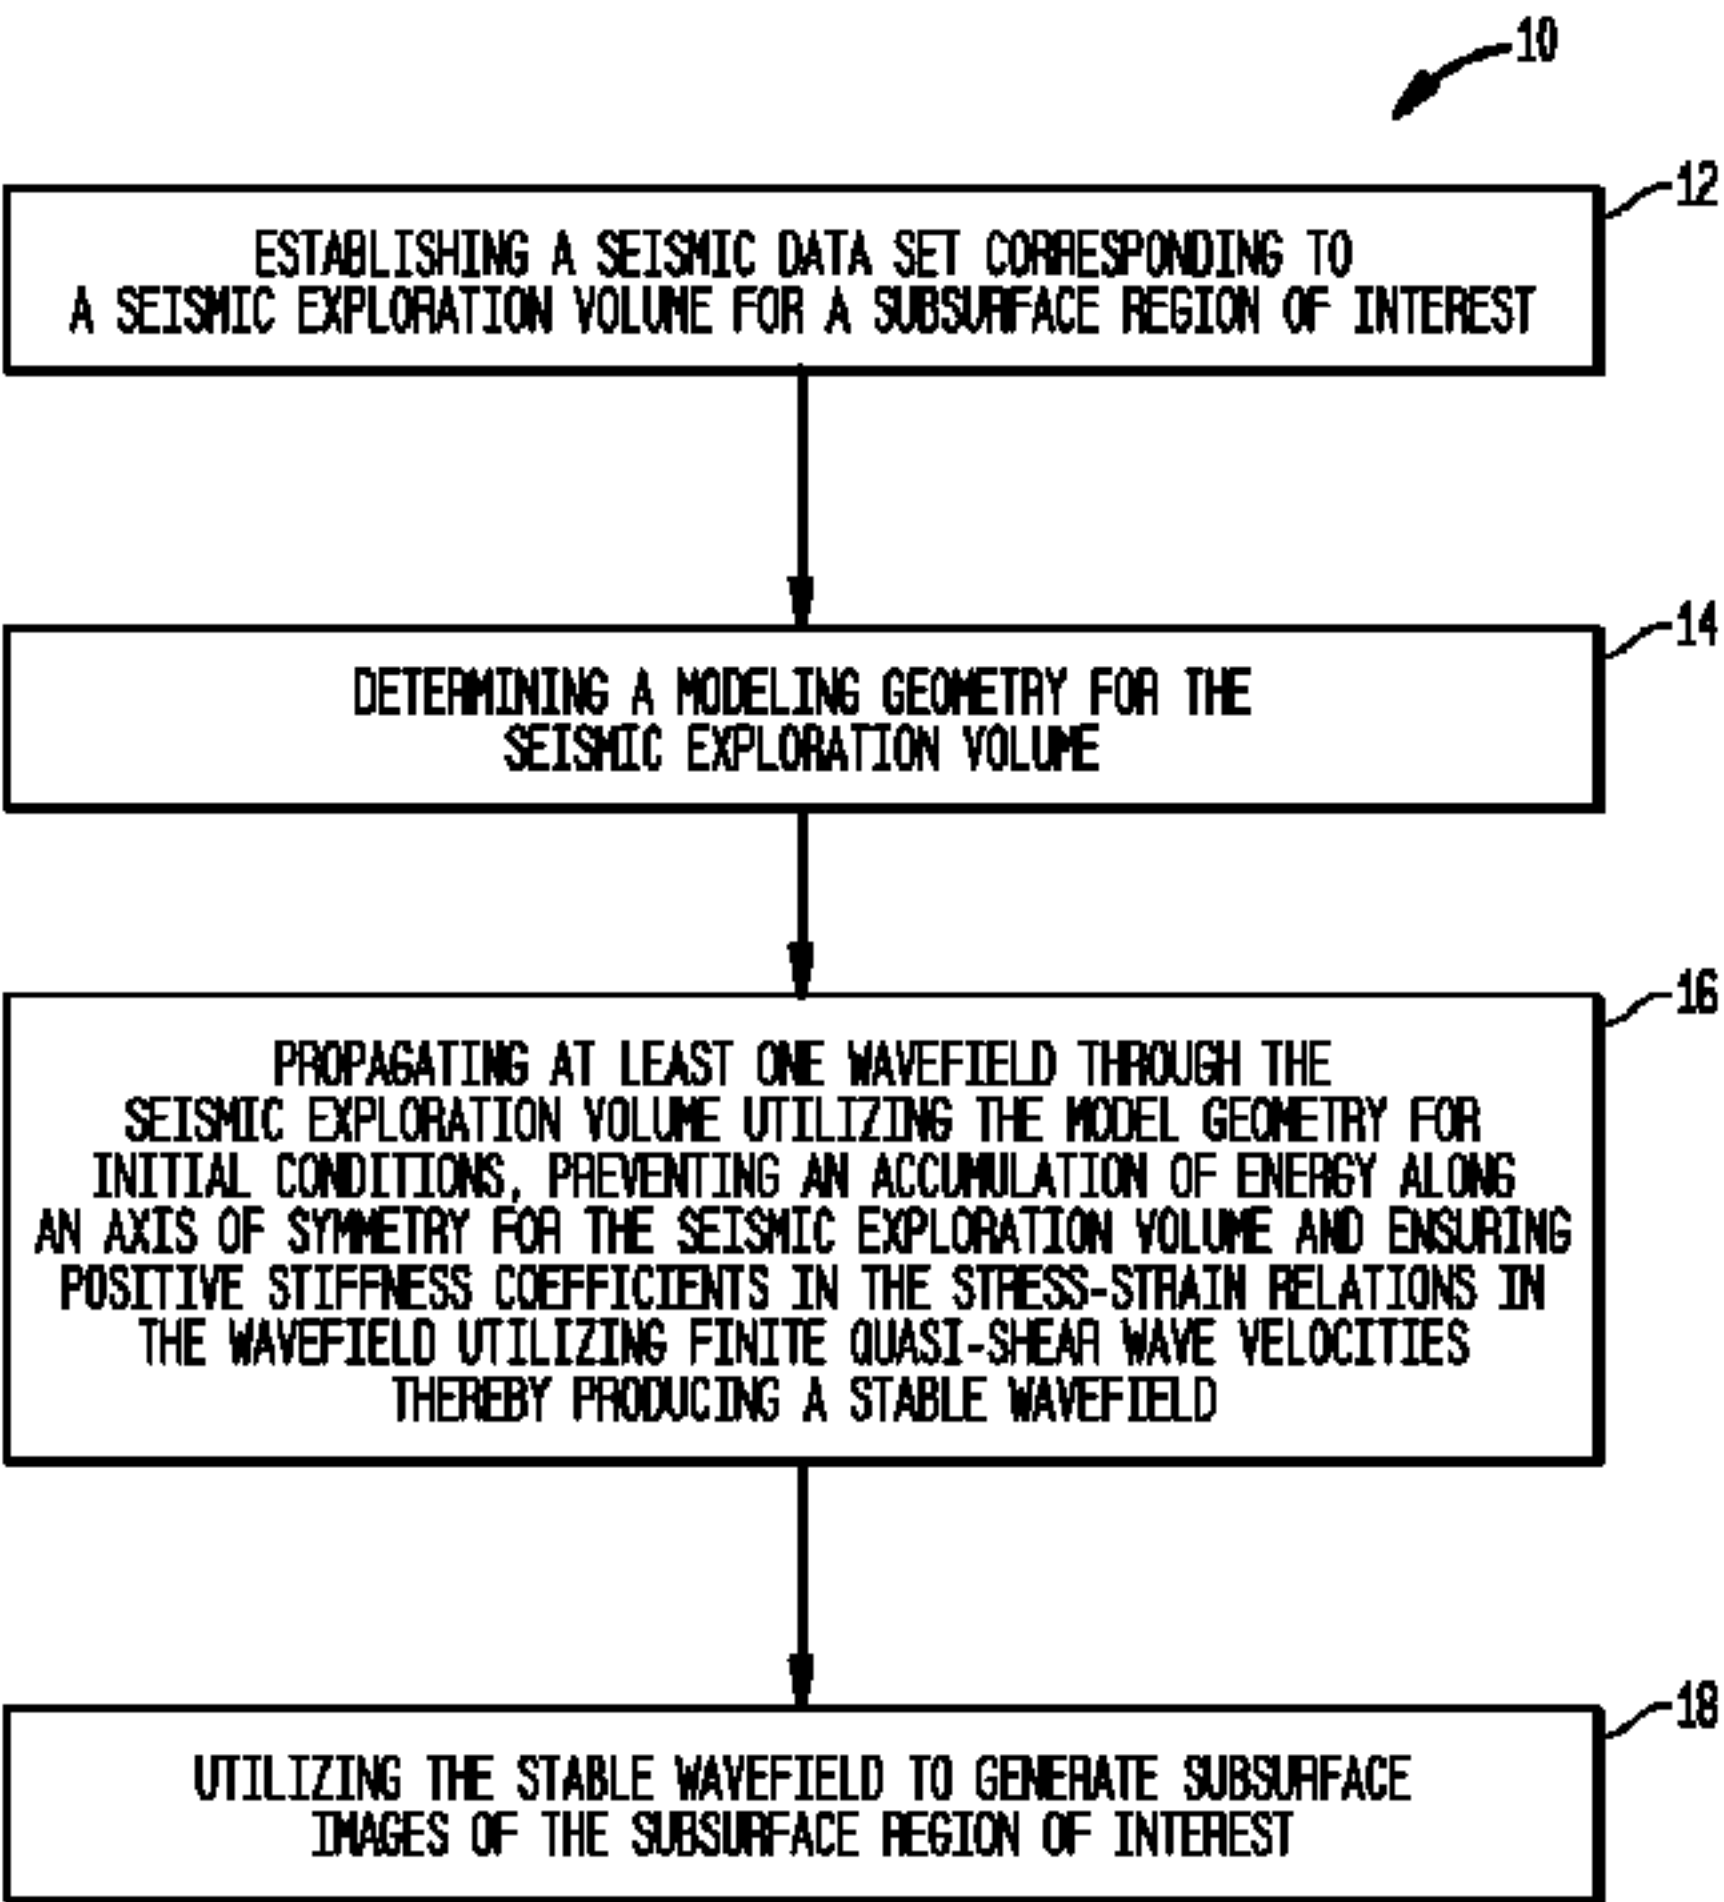 10
12
ESTABLISHING A SEISMIC DATA SET CORRESPONDING TO
A SEISMIC EXPLORATION VOLUME FOR A SUBSURFACE REGION OF INTEREST
14
DETERMINING A MODELING GEOMETRY FOR THE
SEISMIC EXPLORATION VOLUME
16
PROPAGATING AT LEAST ONE WAVEFIELD THROUGH THE
SEISMIC EXPLORATION VOLUME UTILIZING THE MODEL GEOMETRY FOR
INITIAL CONDITIONS, PREVENTING AN ACCUMULATION OF ENERGY ALONG
AN AXIS OF SYMMETRY FOR THE SEISMIC EXPLORATION VOLUME AND ENSURING
POSITIVE STIFFNESS COEFFICIENTS IN THE STRESS-STRAIN RELATIONS IN
THE WAVEFIELD UTILIZING FINITE QUASI-SHEAR WAVE VELOCITIES
THEREBY PRODUCING A STABLE WAVEFIELD
18
UTILIZING THE STABLE WAVEFIELD TO GENERATE SUBSURFACE
IMAGES OF THE SUBSURFACE REGION OF INTEREST